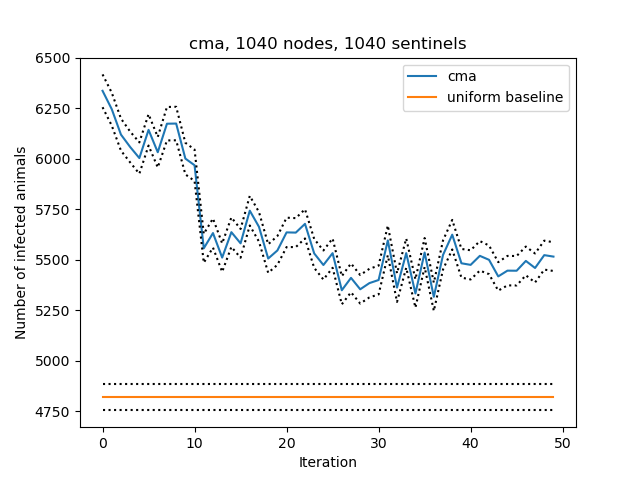 cma, 1040 nodes, 1040 sentinels
6500
6250
6000
5750
5500
5250
5000
4750
Number of infected animals
cma
uniform baseline
0 10 20 30 40 50
Iteration